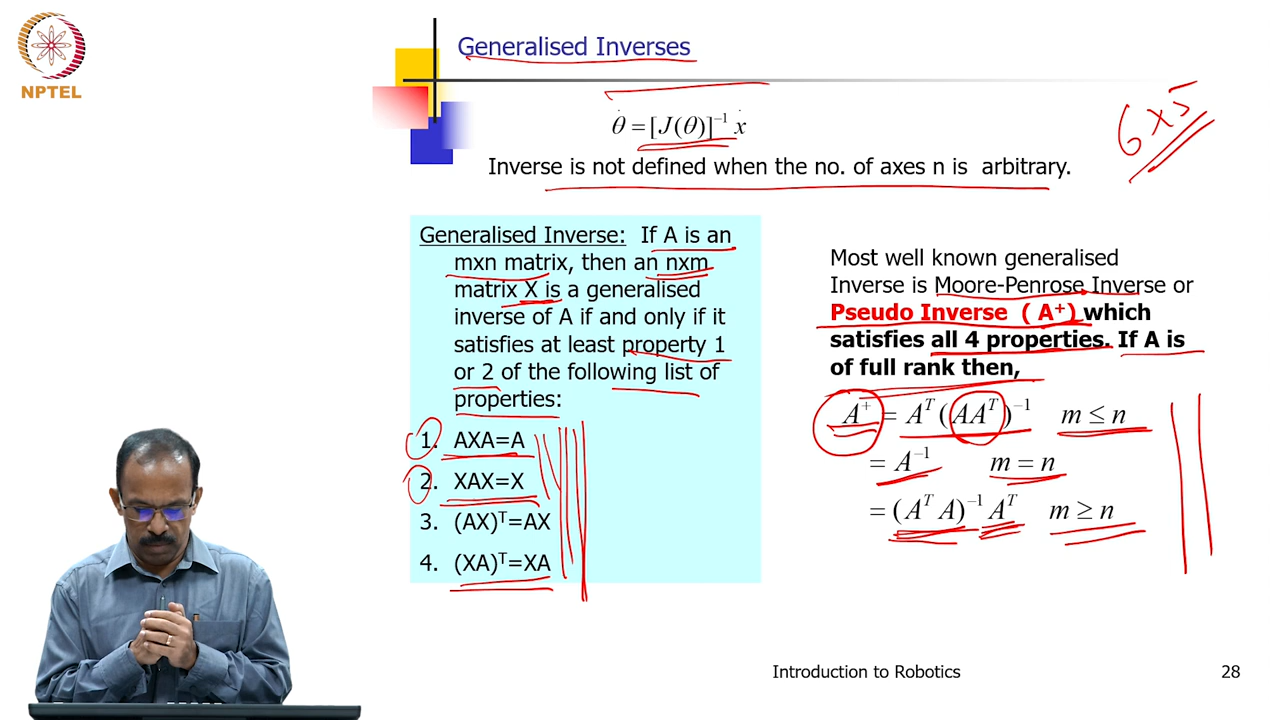 NPTEL
Generalised Inverses
θ̇ = [J(θ)]⁻¹ ẋ
6×5
Inverse is not defined when the no. of axes n is arbitrary.
Generalised Inverse: If A is an
mxn matrix, then an nxm
matrix X is a generalised
inverse of A if and only if it
satisfies at least property 1
or 2 of the following list of
properties:
1. AXA=A
2. XAX=X
3. (AX)ᵀ=AX
4. (XA)ᵀ=XA
Most well known generalised
Inverse is Moore-Penrose Inverse or
Pseudo Inverse ( A⁺) which
satisfies all 4 properties. If A is
of full rank then,
A⁺ = Aᵀ(AAᵀ)⁻¹ m ≤ n
= A⁻¹ m = n
= (AᵀA)⁻¹Aᵀ m ≥ n
Introduction to Robotics 28